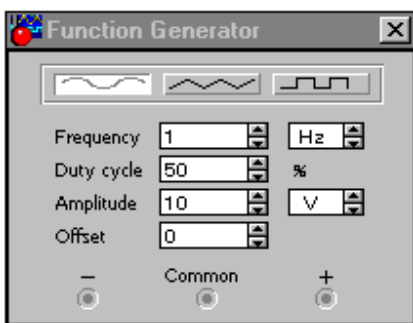 Function Generator
Frequency 1 Hz
Duty cycle 50 %
Amplitude 10 V
Offset 0
− Common +